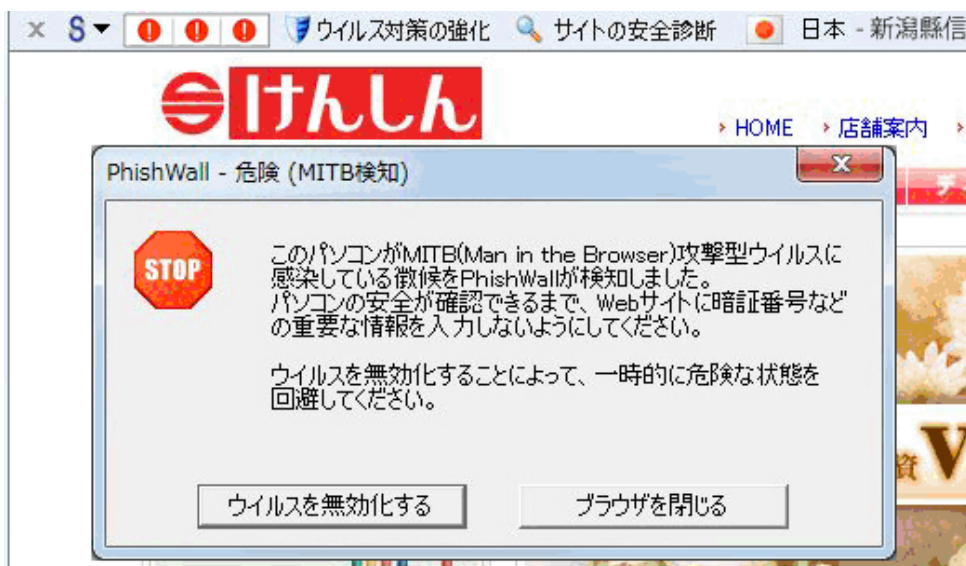 × S ▼ ウイルス対策の強化 サイトの安全診断 日本 - 新潟縣信
けんしん
HOME 店舗案内
PhishWall - 危険 (MITB検知)
STOP
このパソコンがMITB(Man in the Browser)攻撃型ウイルスに
感染している徴候をPhishWallが検知しました。
パソコンの安全が確認できるまで、Webサイトに暗証番号など
の重要な情報を入力しないようにしてください。
ウイルスを無効化することによって、一時的に危険な状態を
回避してください。
資 V
ウイルスを無効化する ブラウザを閉じる